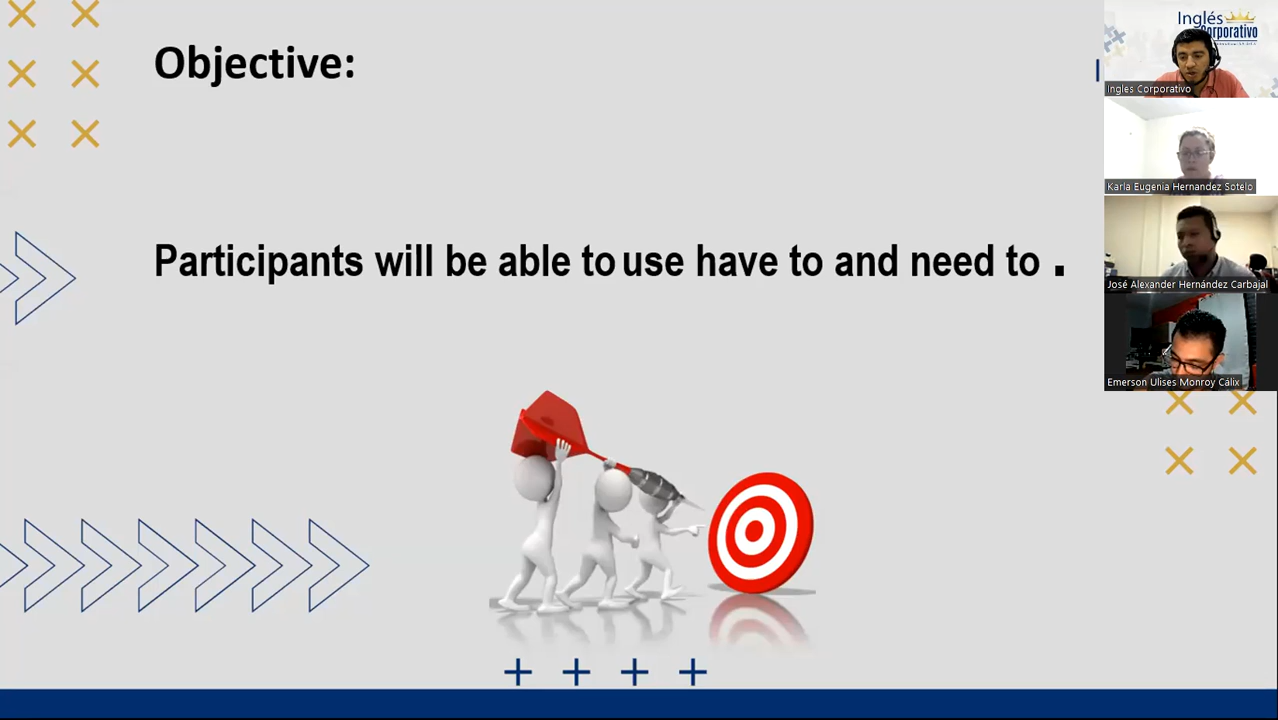 Objective:
Participants will be able to use have to and need to .
Inglés
Corporativo
Ingles Corporativo
Karla Eugenia Hernandez Sotelo
José Alexander Hernández Carbajal
Emerson Ulises Monroy Cálix